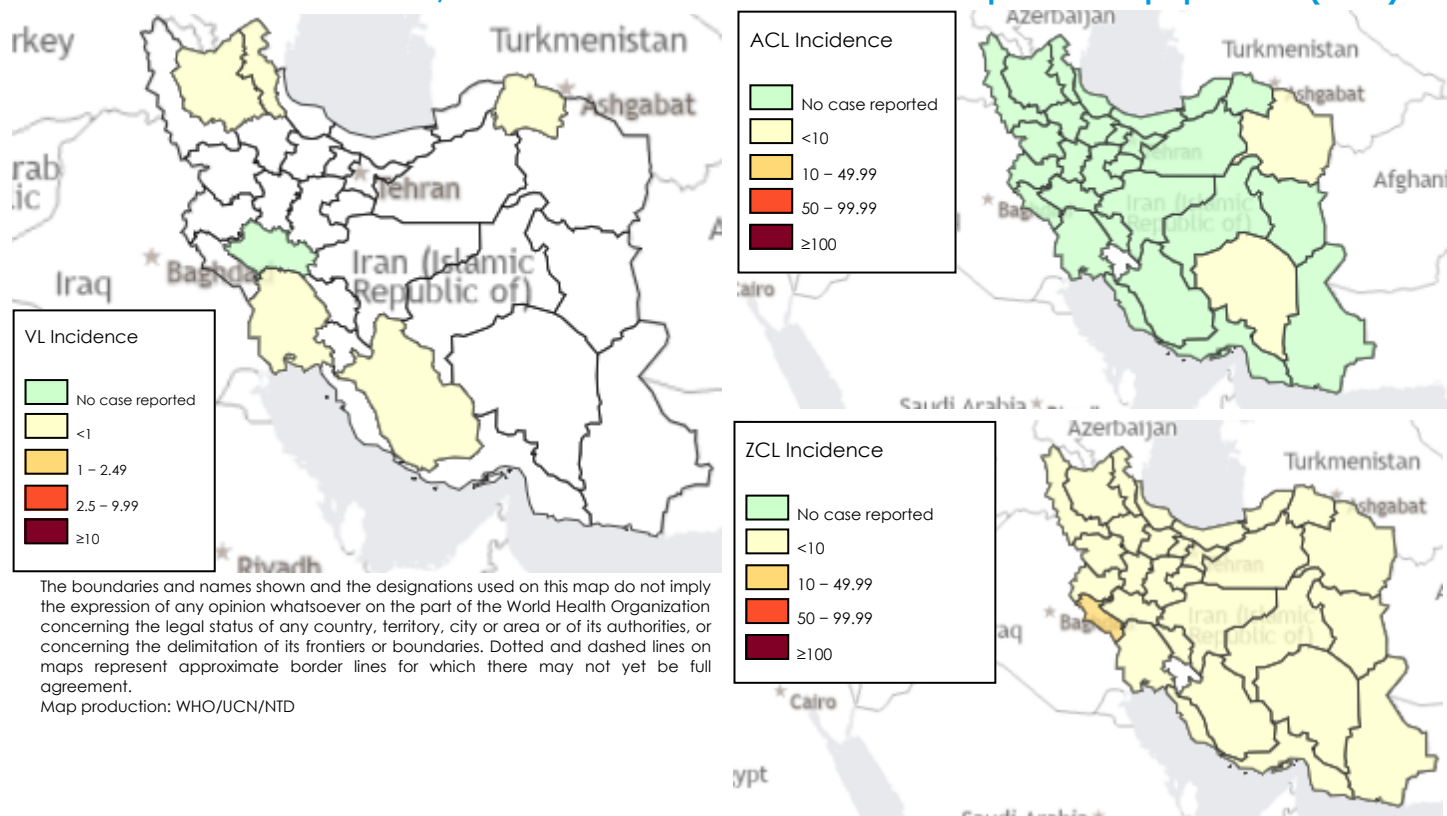 Turkmenistan
Ashgabat
Tehran
Iran (Islamic
Republic of)
Baghdad
Iraq
Riyadh
VL Incidence
No case reported
<1
1 – 2.49
2.5 – 9.99
≥10
The boundaries and names shown and the designations used on this map do not imply
the expression of any opinion whatsoever on the part of the World Health Organization
concerning the legal status of any country, territory, city or area or of its authorities, or
concerning the delimitation of its frontiers or boundaries. Dotted and dashed lines on
maps represent approximate border lines for which there may not yet be full
agreement.
Map production: WHO/UCN/NTD
ACL Incidence
No case reported
<10
10 – 49.99
50 – 99.99
≥100
Azerbaijan
Turkmenistan
Ashgabat
Tehran
Afghani
Iran (Islamic
Republic of)
Saudi Arabia
ZCL Incidence
No case reported
<10
10 – 49.99
50 – 99.99
≥100
Azerbaijan
Turkmenistan
Ashgabat
Iran (Islamic
Republic of)
Cairo
ypt